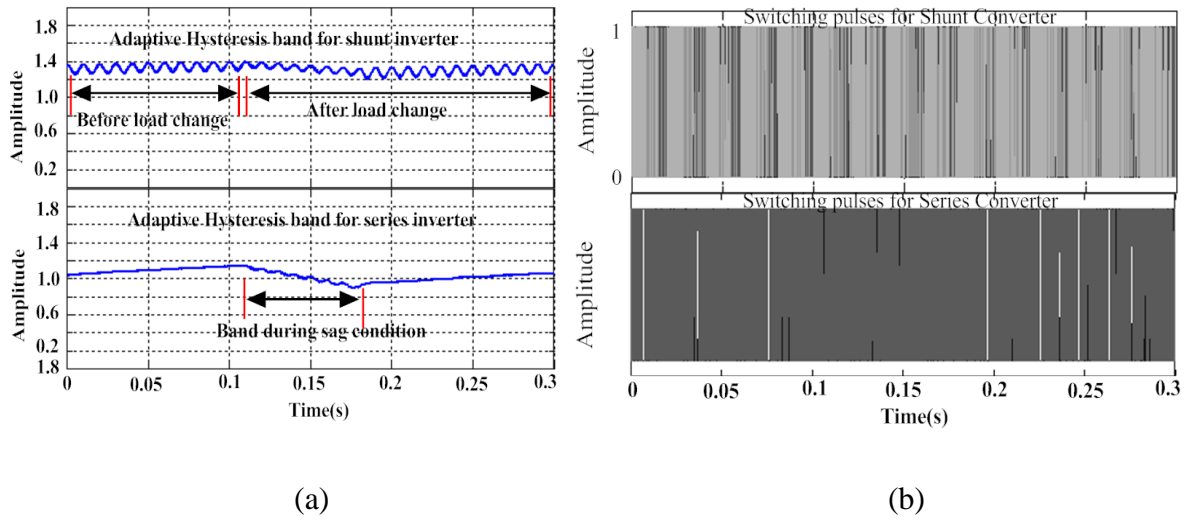 1.8
Adaptive Hysteresis band for shunt inverter
1.4
1.0
Before load change
After load change
0.6
0.2
Amplitude
1.8
Adaptive Hysteresis band for series inverter
1.4
1.0
0.6
Band during sag condition
0.2
1.8
Amplitude
0 0.05 0.1 0.15 0.2 0.25 0.3
Time(s)
(a)
Switching pulses for Shunt Converter
1
Amplitude
0
Switching pulses for Series Converter
Amplitude
0 0.05 0.1 0.15 0.2 0.25 0.3
Time(s)
(b)